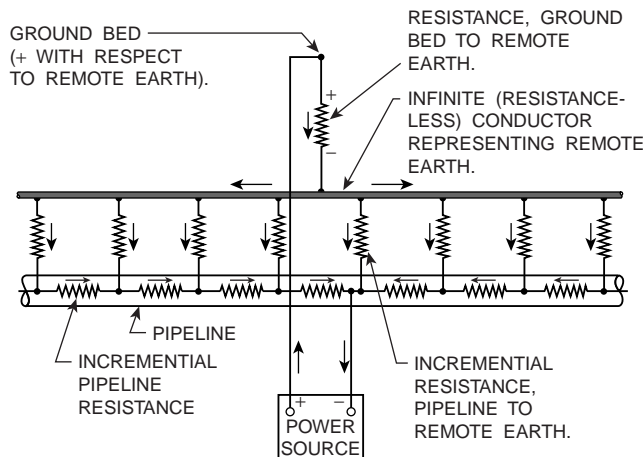 GROUND BED
(+ WITH RESPECT
TO REMOTE EARTH).
RESISTANCE, GROUND
BED TO REMOTE
EARTH.
+
−
INFINITE (RESISTANCE-
LESS) CONDUCTOR
REPRESENTING REMOTE
EARTH.
PIPELINE
INCREMENTIAL
PIPELINE
RESISTANCE
INCREMENTIAL
RESISTANCE,
PIPELINE TO
REMOTE EARTH.
+ −
POWER
SOURCE